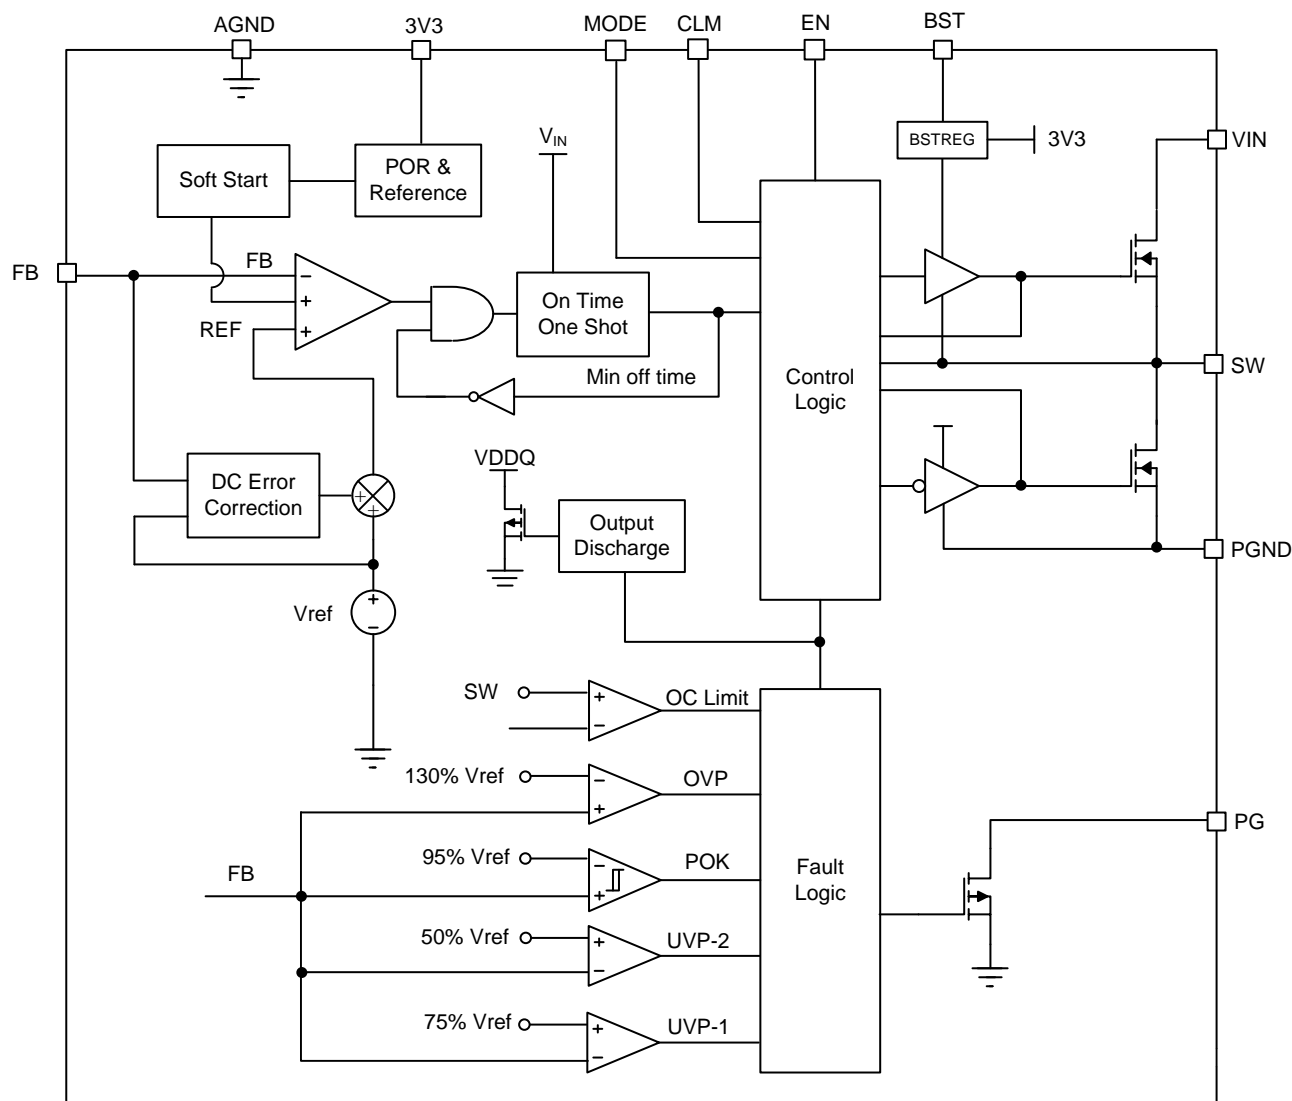 AGND
3V3
MODE
CLM
EN
BST
VIN
BSTREG
3V3
VIN
Soft Start
POR &
Reference
FB
FB
−
+
+
REF
On Time
One Shot
Min off time
Control
Logic
SW
VDDQ
DC Error
Correction
+
+
Output
Discharge
PGND
Vref
+
−
SW
+
−
OC Limit
130% Vref
−
+
OVP
PG
95% Vref
−
+
POK
FB
Fault
Logic
50% Vref
+
−
UVP-2
75% Vref
+
−
UVP-1